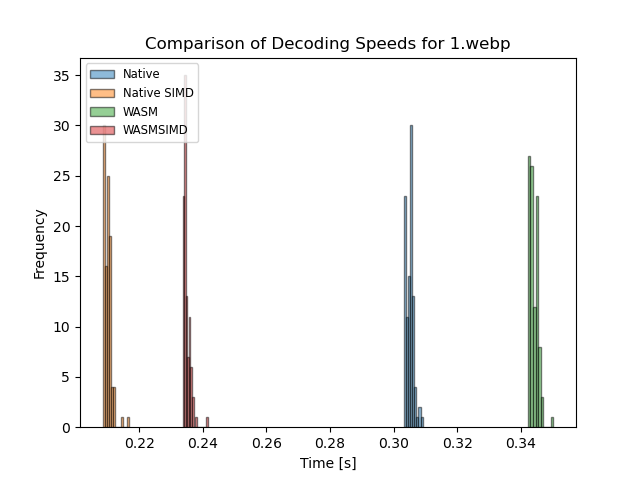 Comparison of Decoding Speeds for 1.webp
Native
Native SIMD
WASM
WASMSIMD
Frequency
35
30
25
20
15
10
5
0
0.22 0.24 0.26 0.28 0.30 0.32 0.34
Time [s]